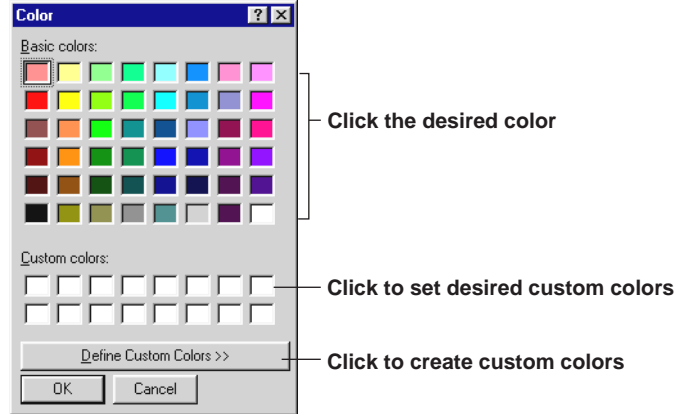 Color
Basic colors:
Click the desired color
Custom colors:
Click to set desired custom colors
Define Custom Colors >>
Click to create custom colors
OK
Cancel